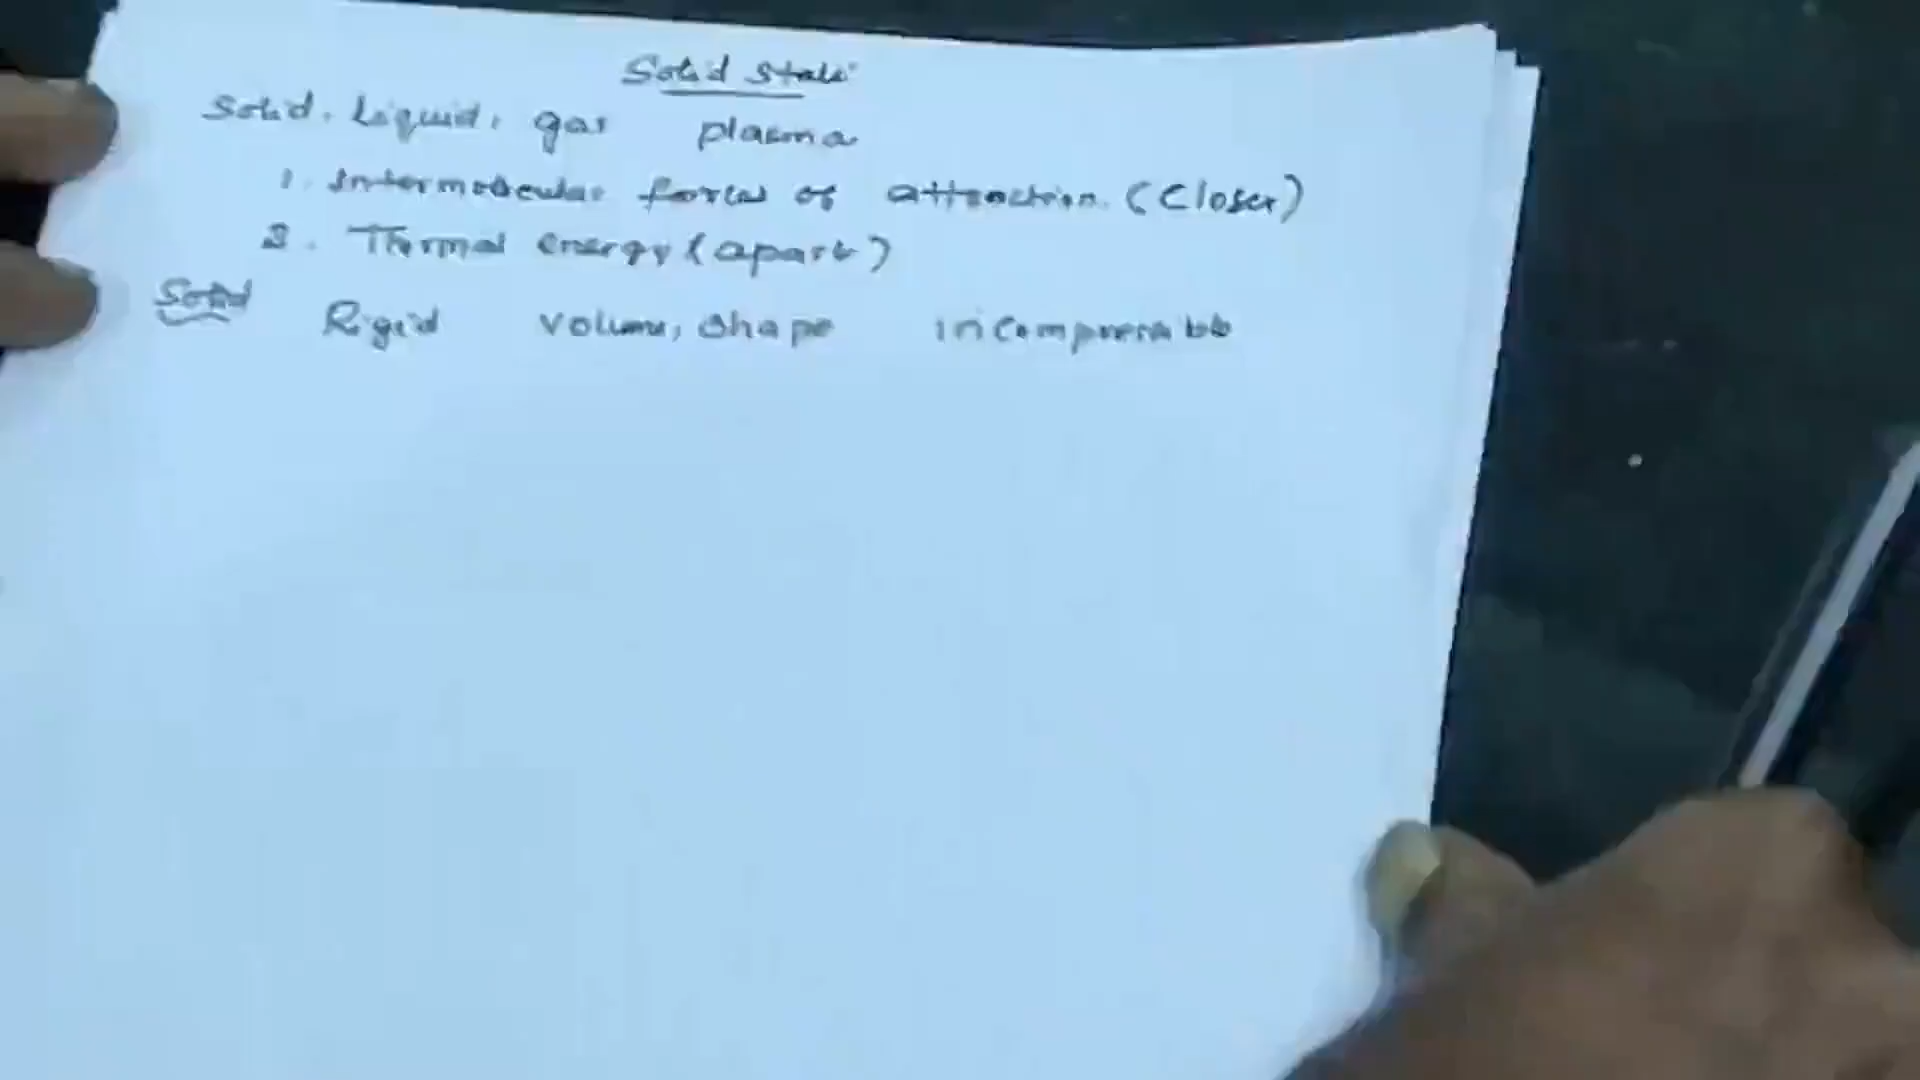 Solid state
Solid, Liquid, gas plasma
1. Intermolecular forces of attraction. (Closer)
2. Thermal energy (apart)
Solid Rigid volume, shape incompressible